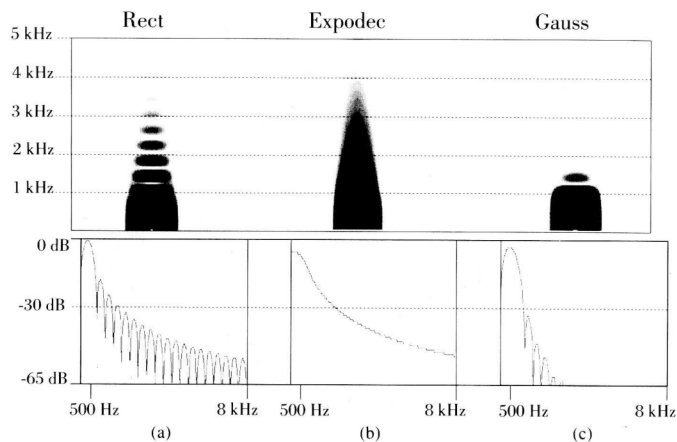 Rect Expodec Gauss
5 kHz
4 kHz
3 kHz
2 kHz
1 kHz
0 dB
-30 dB
-65 dB
500 Hz 8 kHz 500 Hz 8 kHz 500 Hz 8 kHz
(a) (b) (c)